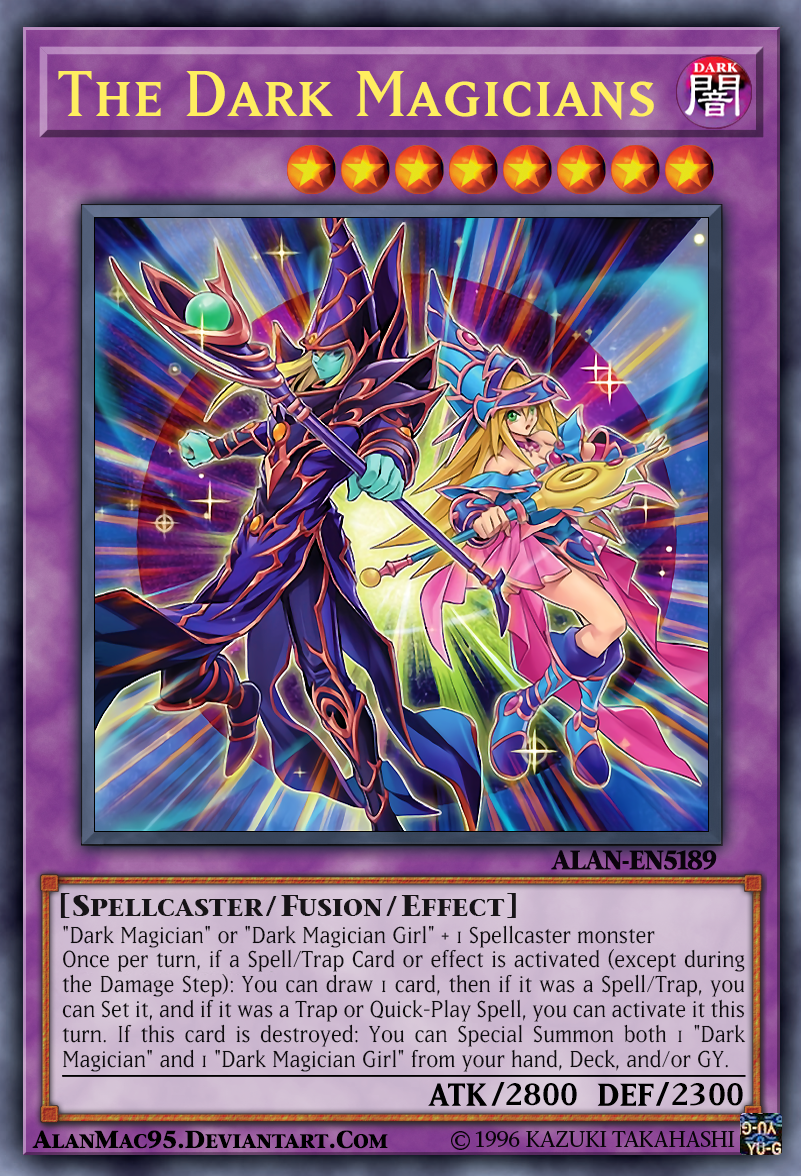 THE DARK MAGICIANS
DARK
闇
ALAN-EN5189
[SPELLCASTER/FUSION/EFFECT]
"Dark Magician" or "Dark Magician Girl" + 1 Spellcaster monster
Once per turn, if a Spell/Trap Card or effect is activated (except during
the Damage Step): You can draw 1 card, then if it was a Spell/Trap, you
can Set it, and if it was a Trap or Quick-Play Spell, you can activate it this
turn. If this card is destroyed: You can Special Summon both 1 "Dark
Magician" and 1 "Dark Magician Girl" from your hand, Deck, and/or GY.
ATK/2800 DEF/2300
ALANMAC95.DEVIANTART.COM
© 1996 KAZUKI TAKAHASHI
YU-G
YU-G